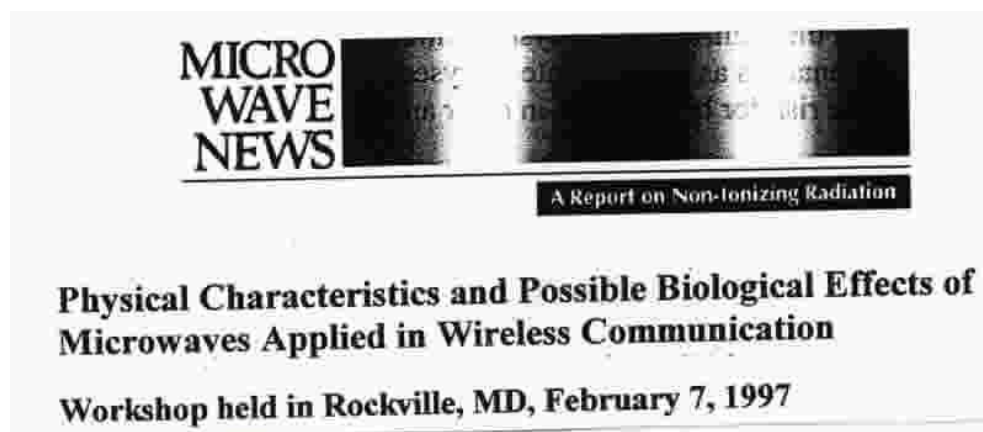 MICRO
WAVE
NEWS
A Report on Non-Ionizing Radiation
Physical Characteristics and Possible Biological Effects of
Microwaves Applied in Wireless Communication
Workshop held in Rockville, MD, February 7, 1997